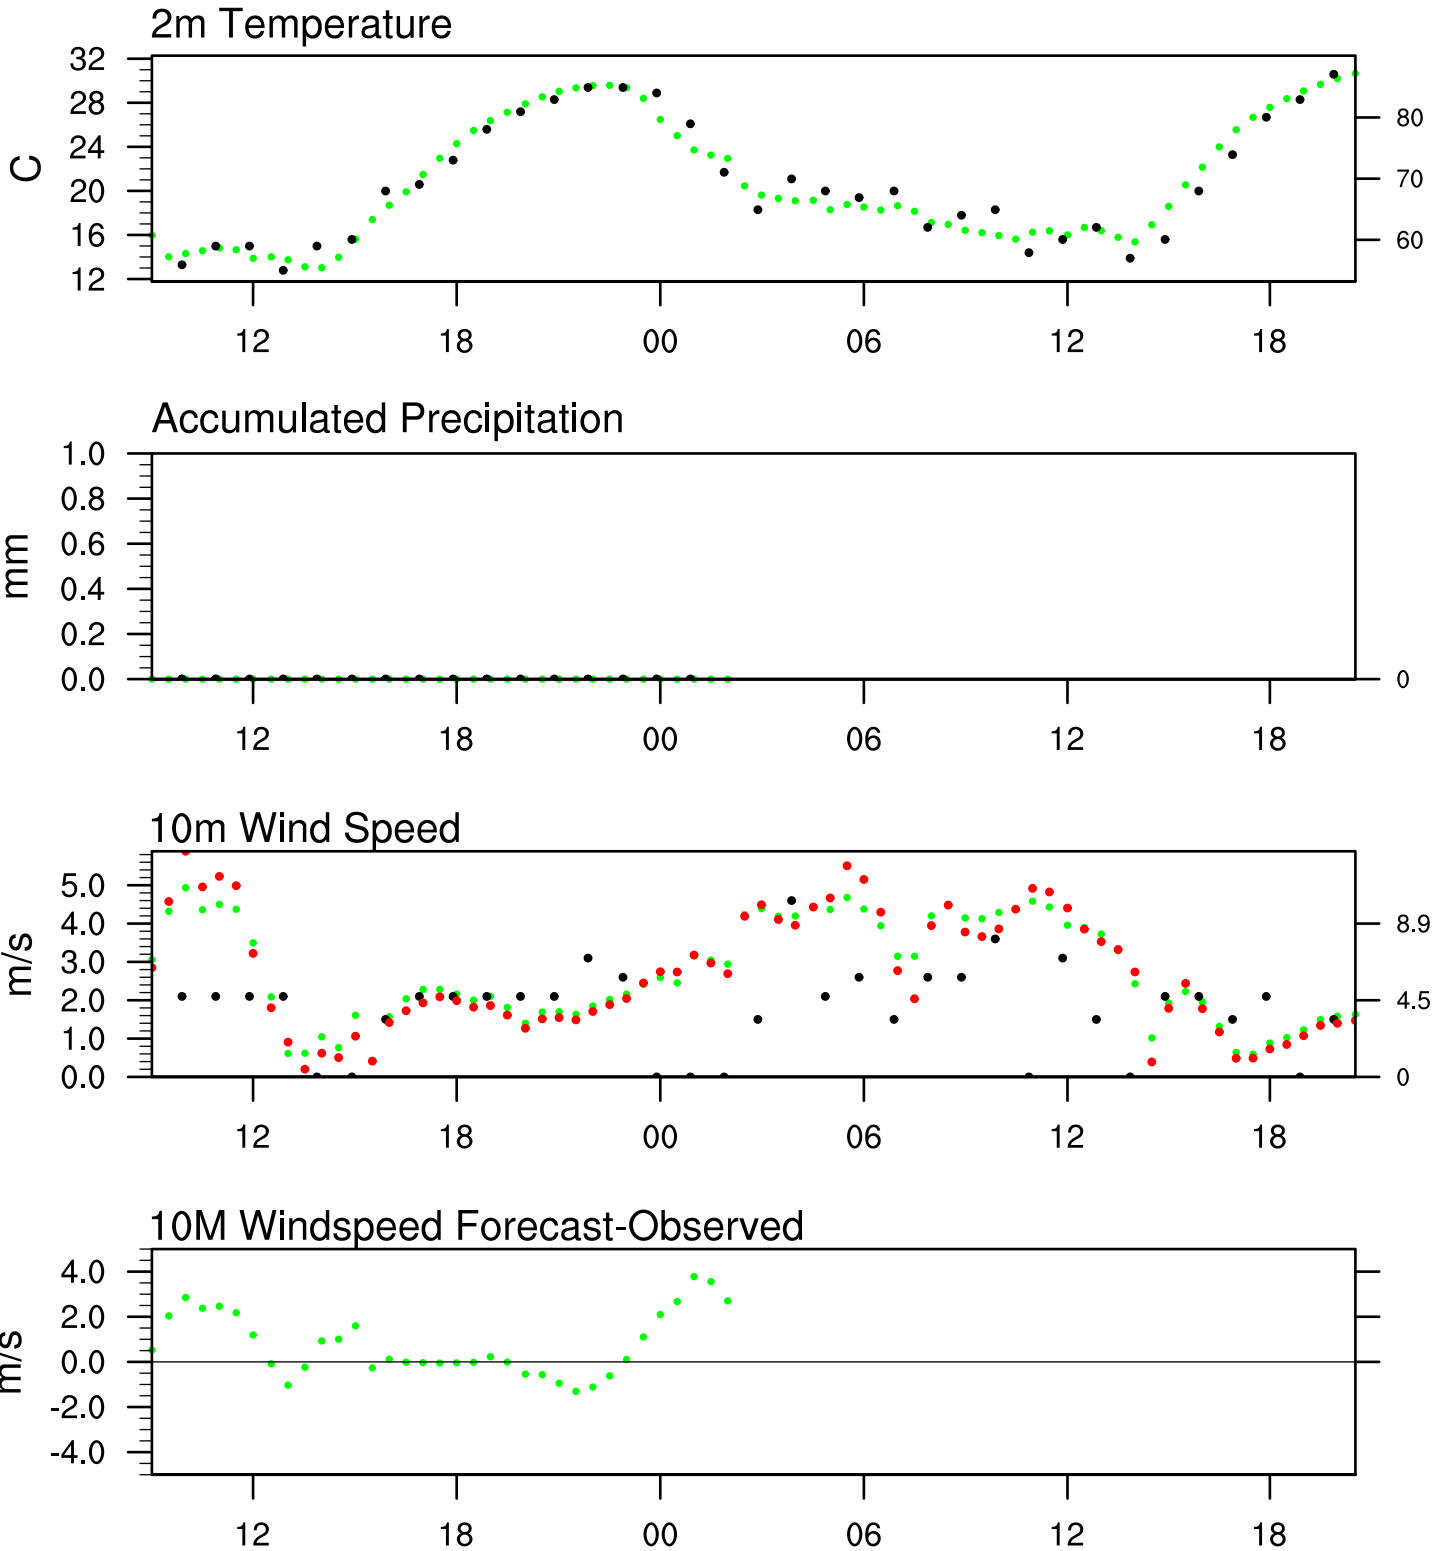 2m Temperature
32
28
24
20
16
12
C
80
70
60
12 18 00 06 12 18
Accumulated Precipitation
1.0
0.8
0.6
0.4
0.2
0.0
mm
0
12 18 00 06 12 18
10m Wind Speed
5.0
4.0
3.0
2.0
1.0
0.0
m/s
8.9
4.5
0
12 18 00 06 12 18
10M Windspeed Forecast-Observed
4.0
2.0
0.0
-2.0
-4.0
m/s
12 18 00 06 12 18